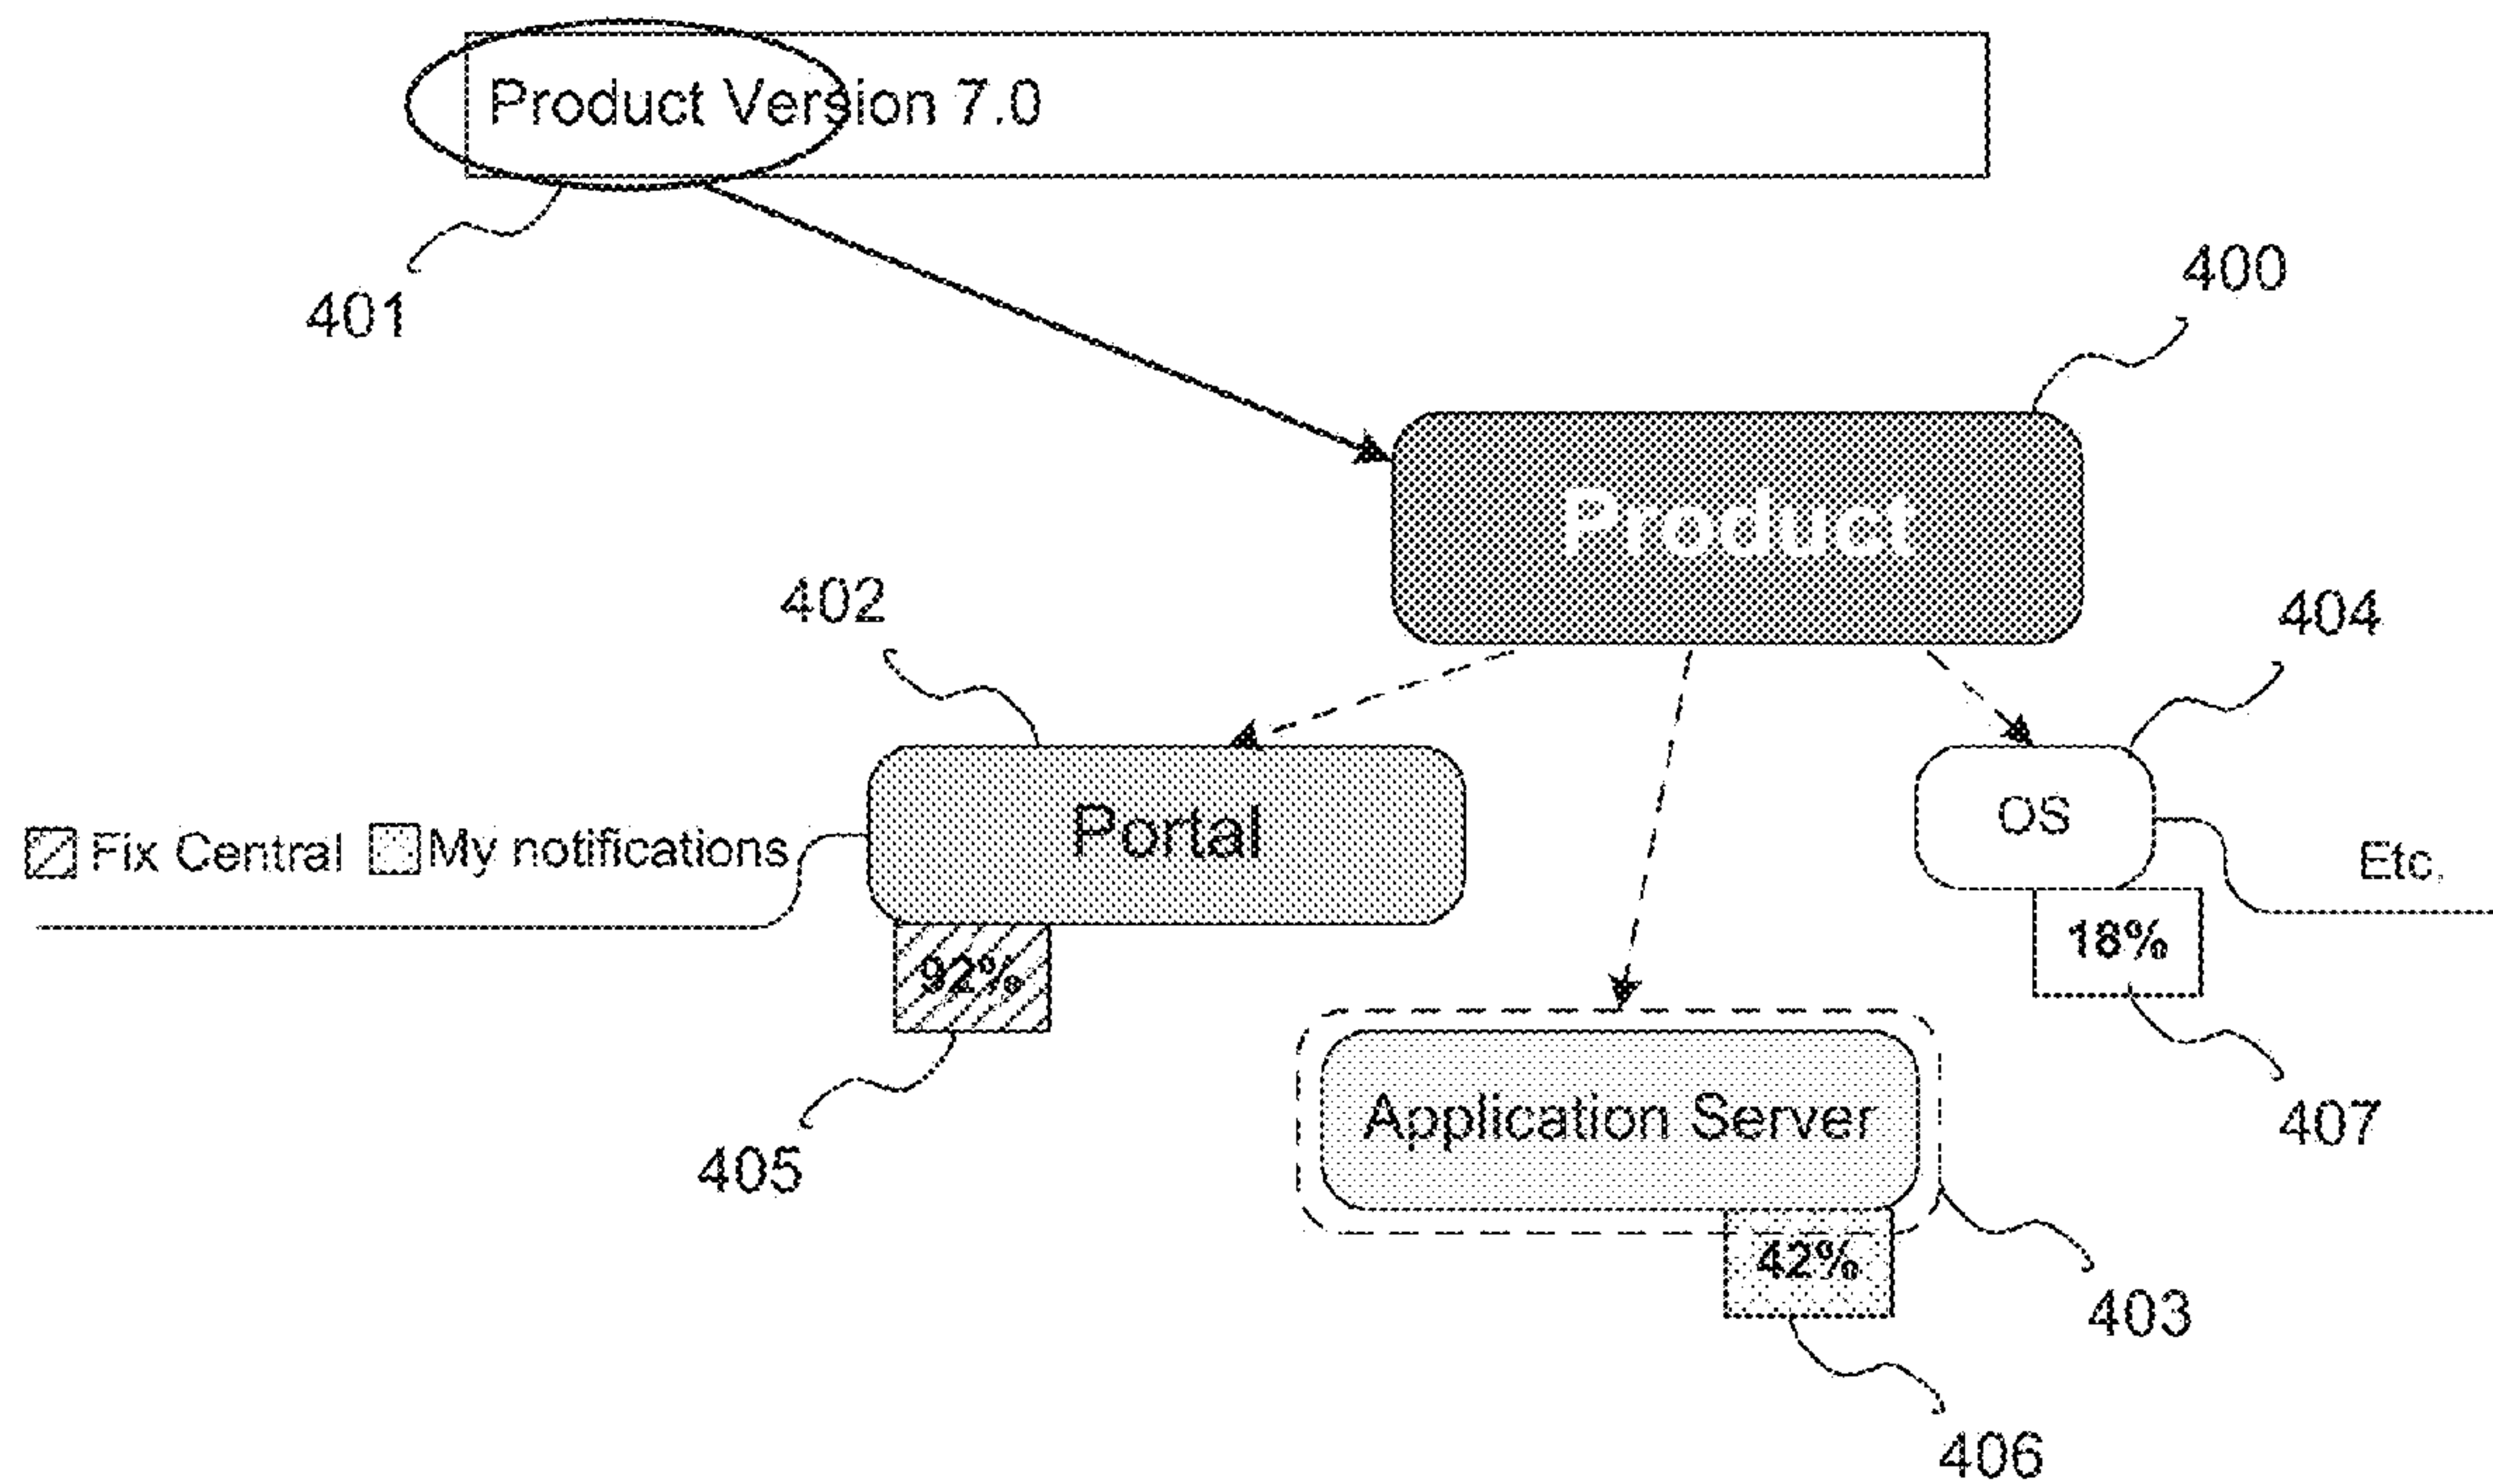 Product Version 7.0
401
400
Product
402
404
Portal
OS
Fix Central
My notifications
Etc.
92%
18%
405
Application Server
407
42%
403
406